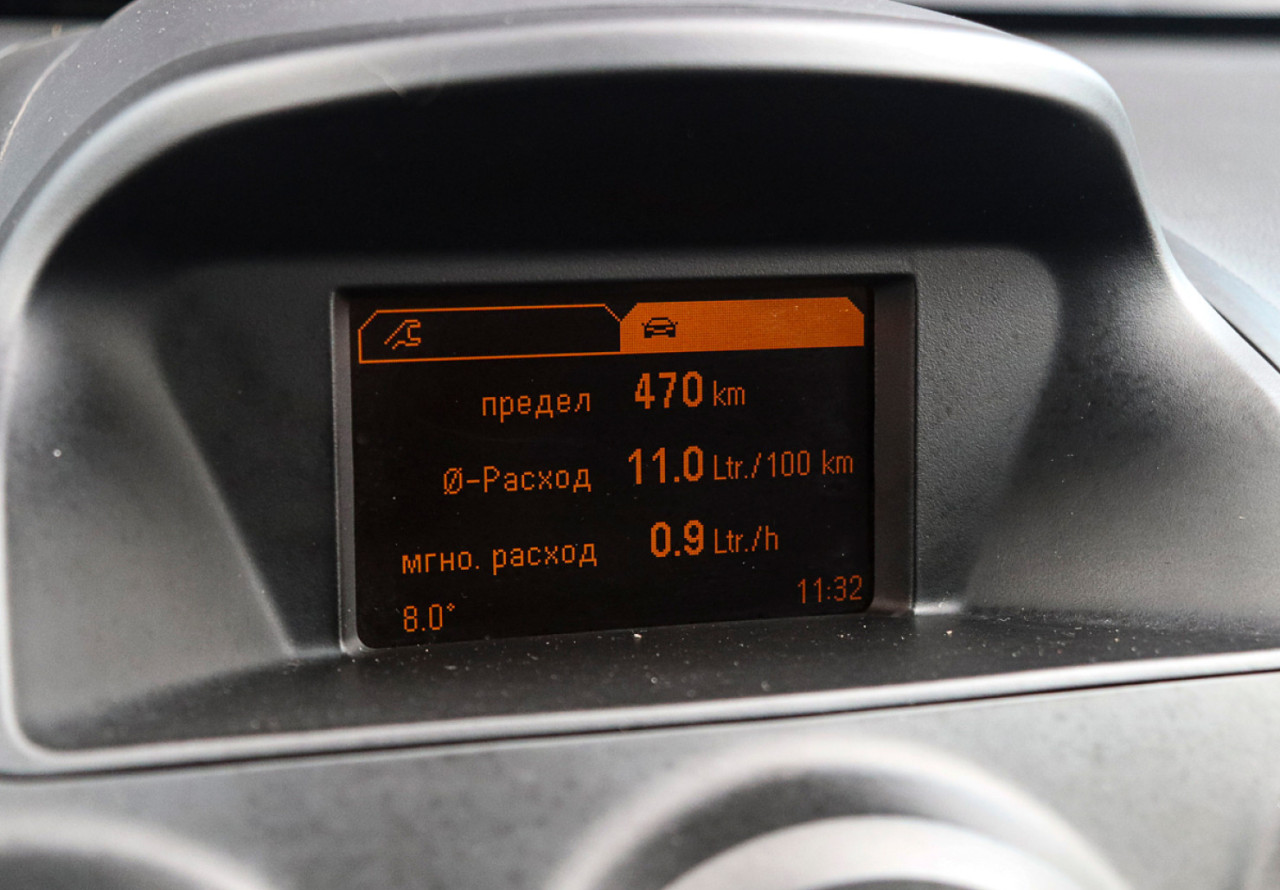 предел 470 km
Ø-Расход 11.0 Ltr./100 km
мгно. расход 0.9 Ltr./h
8.0° 11:32